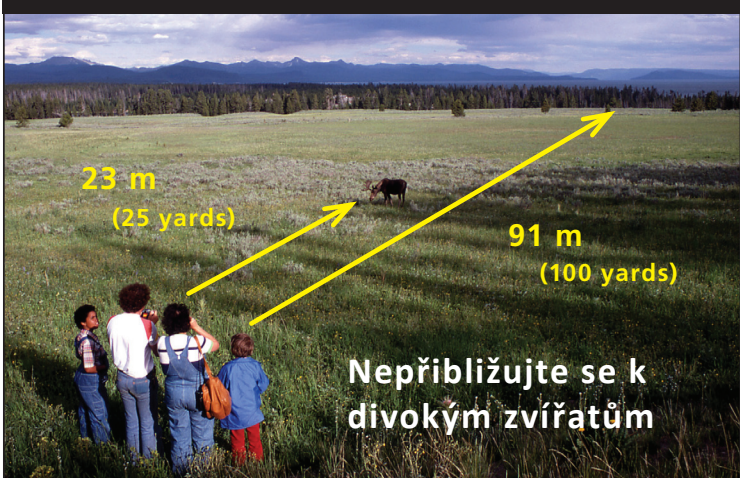 23 m
(25 yards)
91 m
(100 yards)
Nepřibližujte se k
divokým zvířatům